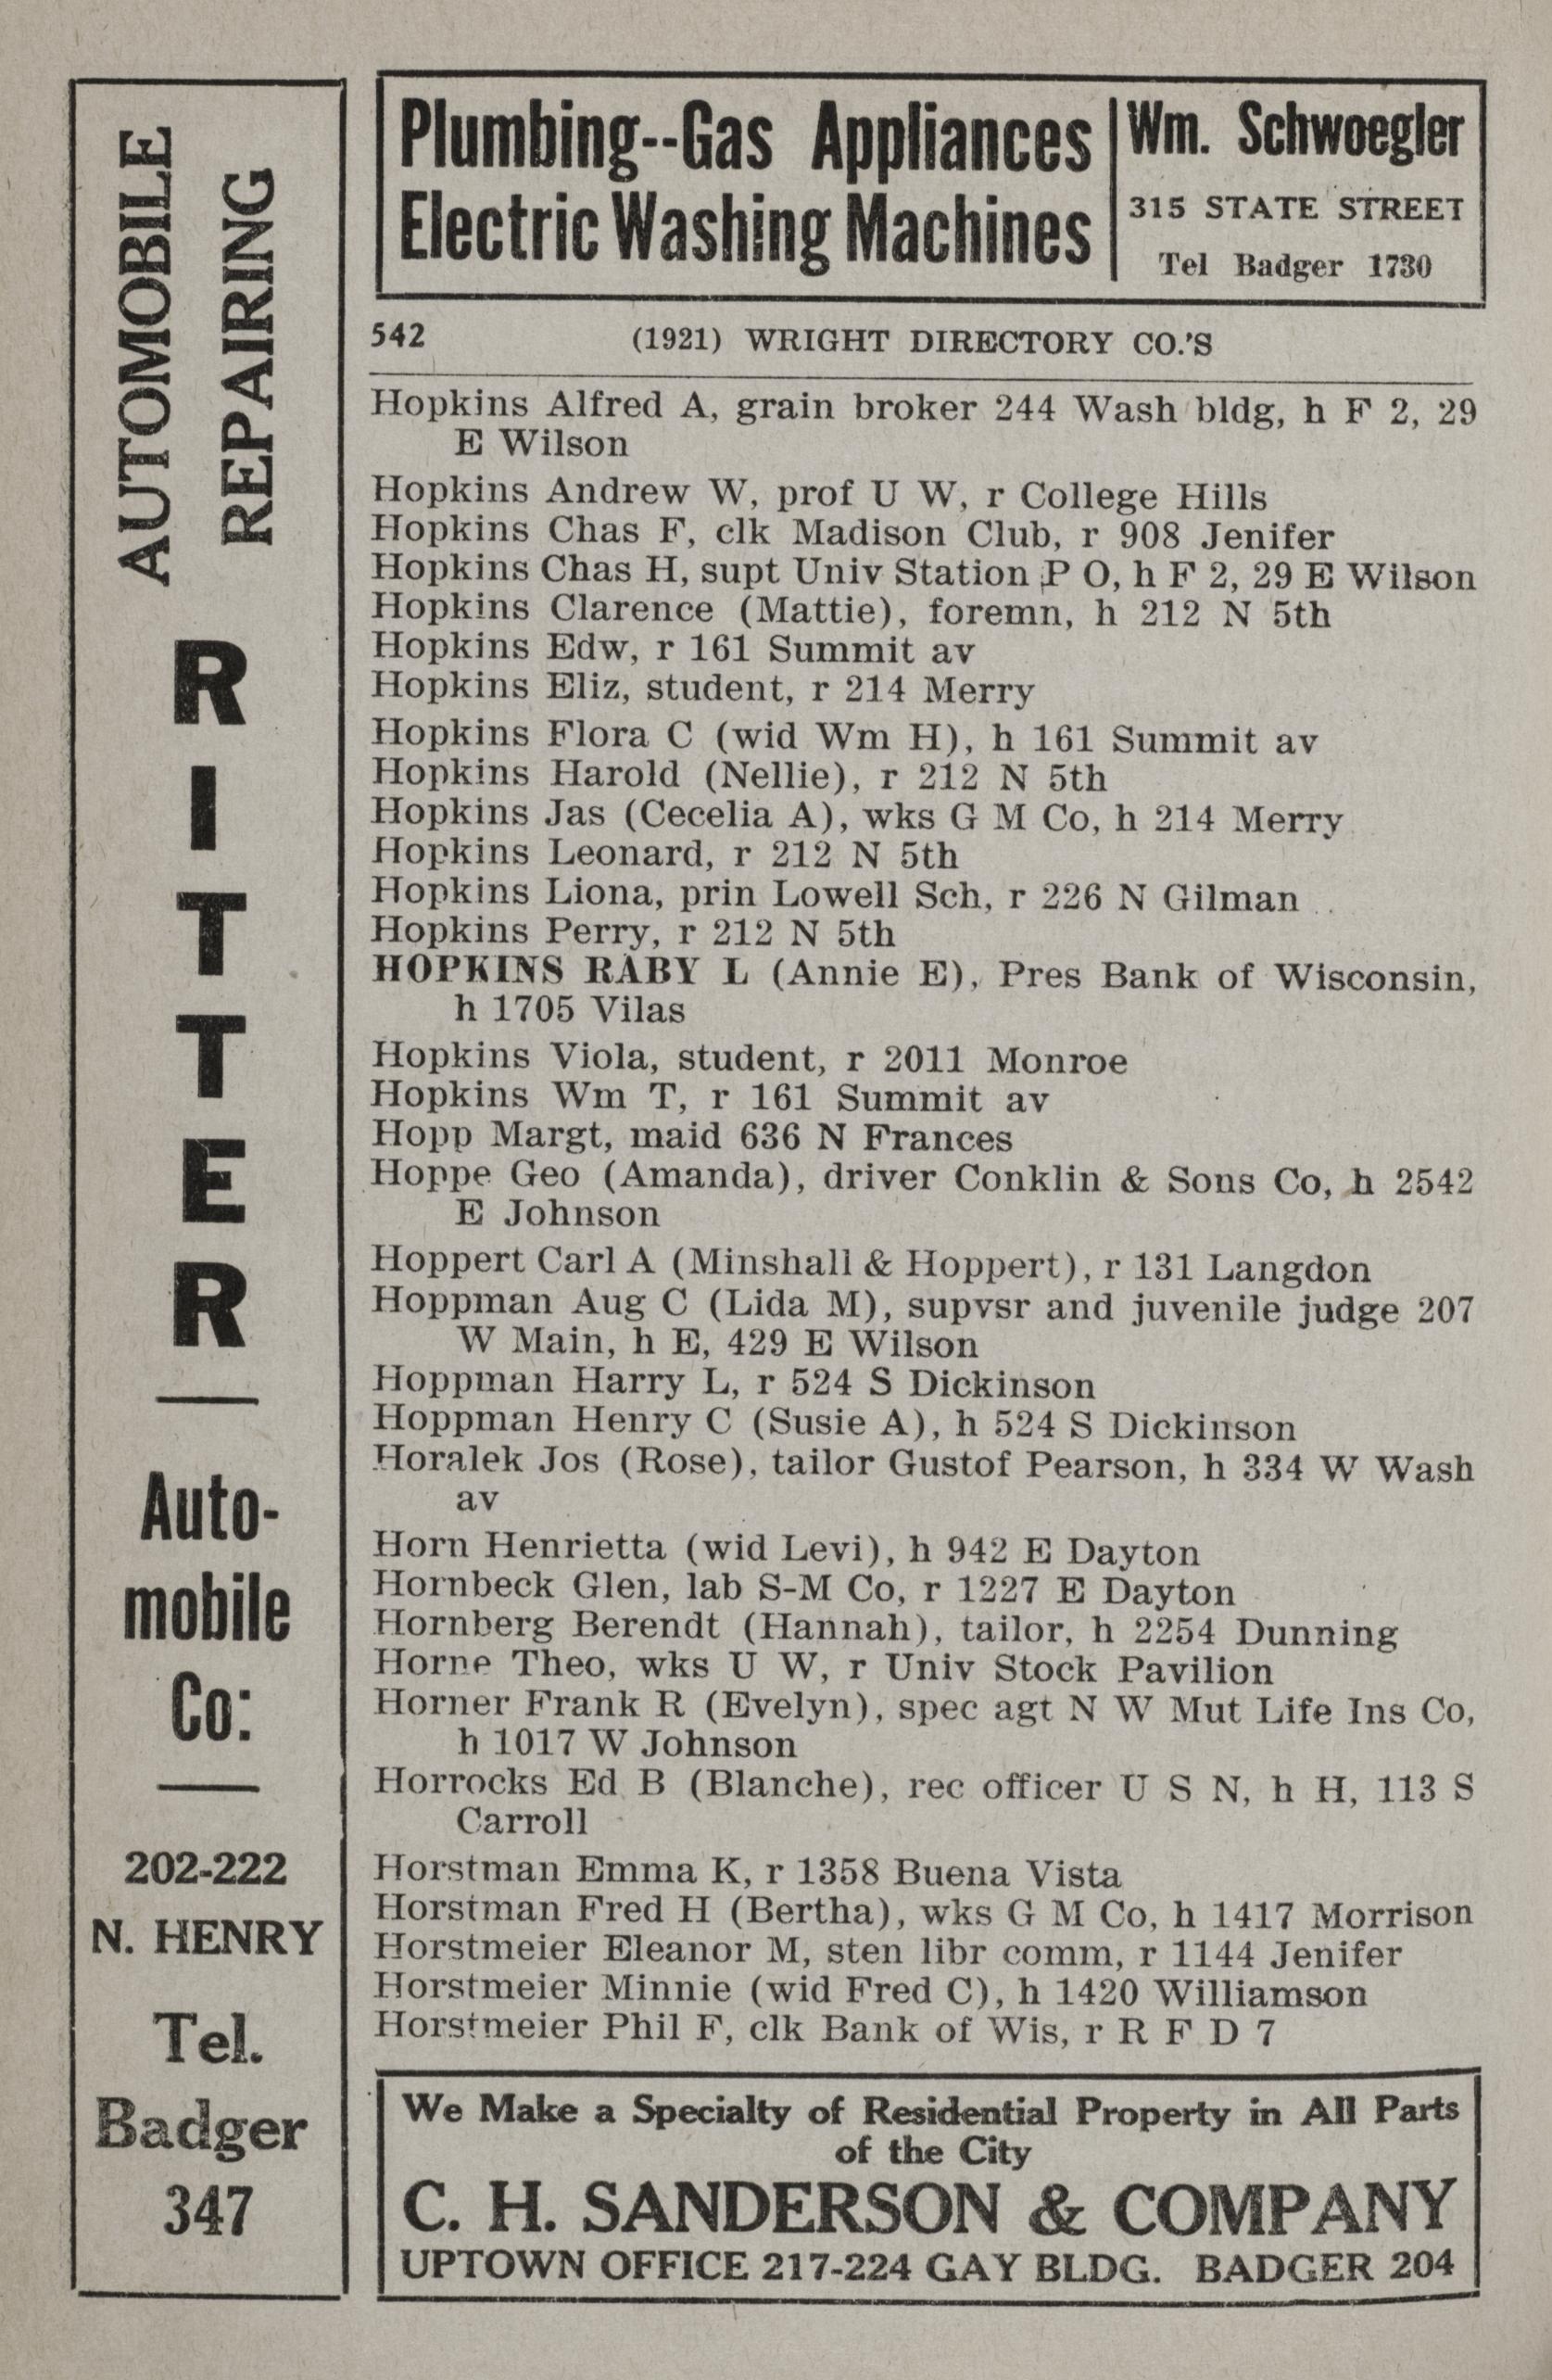 Plumbing--Gas Appliances
Electric Washing Machines
Wm. Schwoegler
315 STATE STREET
Tel Badger 1730
AUTOMOBILE
REPAIRING
RITTER
Auto-
mobile
Co.
202-222
N. HENRY
Tel.
Badger
347
542 (1921) WRIGHT DIRECTORY CO.'S
Hopkins Alfred A, grain broker 244 Wash bldg, h F 2, 29
E Wilson
Hopkins Andrew W, prof U W, r College Hills
Hopkins Chas F, clk Madison Club, r 908 Jenifer
Hopkins Chas H, supt Univ Station P O, h F 2, 29 E Wilson
Hopkins Clarence (Mattie), foremn, h 212 N 5th
Hopkins Edw, r 161 Summit av
Hopkins Eliz, student, r 214 Merry
Hopkins Flora C (wid Wm H), h 161 Summit av
Hopkins Harold (Nellie), r 212 N 5th
Hopkins Jas (Cecelia A), wks G M Co, h 214 Merry
Hopkins Leonard, r 212 N 5th
Hopkins Liona, prin Lowell Sch, r 226 N Gilman
Hopkins Perry, r 212 N 5th
HOPKINS RABY L (Annie E), Pres Bank of Wisconsin,
h 1705 Vilas
Hopkins Viola, student, r 2011 Monroe
Hopkins Wm T, r 161 Summit av
Hopp Margt, maid 636 N Frances
Hoppe Geo (Amanda), driver Conklin & Sons Co, h 2542
E Johnson
Hoppert Carl A (Minshall & Hoppert), r 131 Langdon
Hoppman Aug C (Lida M), supvsr and juvenile judge 207
W Main, h E, 429 E Wilson
Hoppman Harry L, r 524 S Dickinson
Hoppman Henry C (Susie A), h 524 S Dickinson
Horalek Jos (Rose), tailor Gustof Pearson, h 334 W Wash
av
Horn Henrietta (wid Levi), h 942 E Dayton
Hornbeck Glen, lab S-M Co, r 1227 E Dayton
Hornberg Berendt (Hannah), tailor, h 2254 Dunning
Horne Theo, wks U W, r Univ Stock Pavilion
Horner Frank R (Evelyn), spec agt N W Mut Life Ins Co,
h 1017 W Johnson
Horrocks Ed B (Blanche), rec officer U S N, h H, 113 S
Carroll
Horstman Emma K, r 1358 Buena Vista
Horstman Fred H (Bertha), wks G M Co, h 1417 Morrison
Horstmeier Eleanor M, sten libr comm, r 1144 Jenifer
Horstmeier Minnie (wid Fred C), h 1420 Williamson
Horstmeier Phil F, clk Bank of Wis, r R F D 7
We Make a Specialty of Residential Property in All Parts
of the City
C. H. SANDERSON & COMPANY
UPTOWN OFFICE 217-224 GAY BLDG. BADGER 204